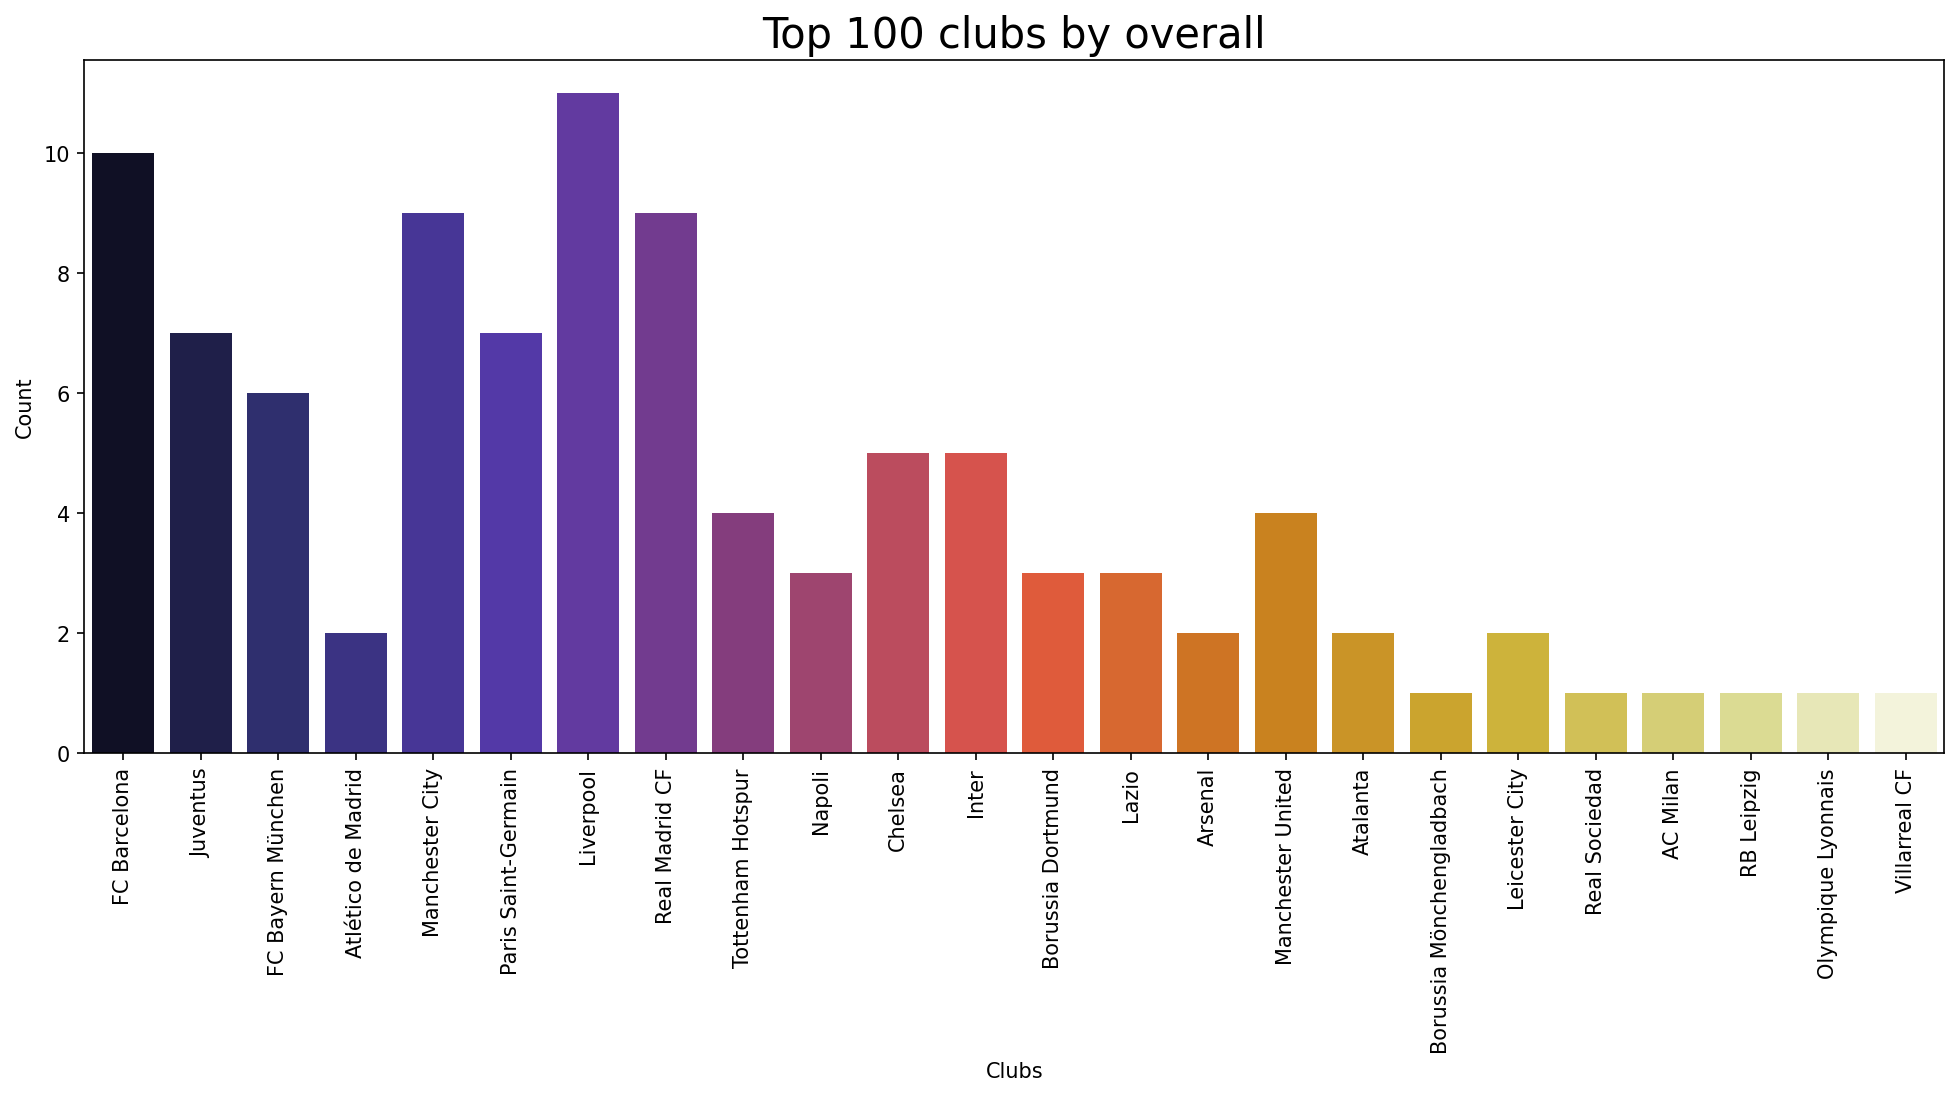 Top 100 clubs by overall
Count
10
8
6
4
2
0
FC Barcelona
Juventus
FC Bayern München
Atlético de Madrid
Manchester City
Paris Saint-Germain
Liverpool
Real Madrid CF
Tottenham Hotspur
Napoli
Chelsea
Inter
Borussia Dortmund
Lazio
Arsenal
Manchester United
Atalanta
Borussia Mönchengladbach
Leicester City
Real Sociedad
AC Milan
RB Leipzig
Olympique Lyonnais
Villarreal CF
Clubs